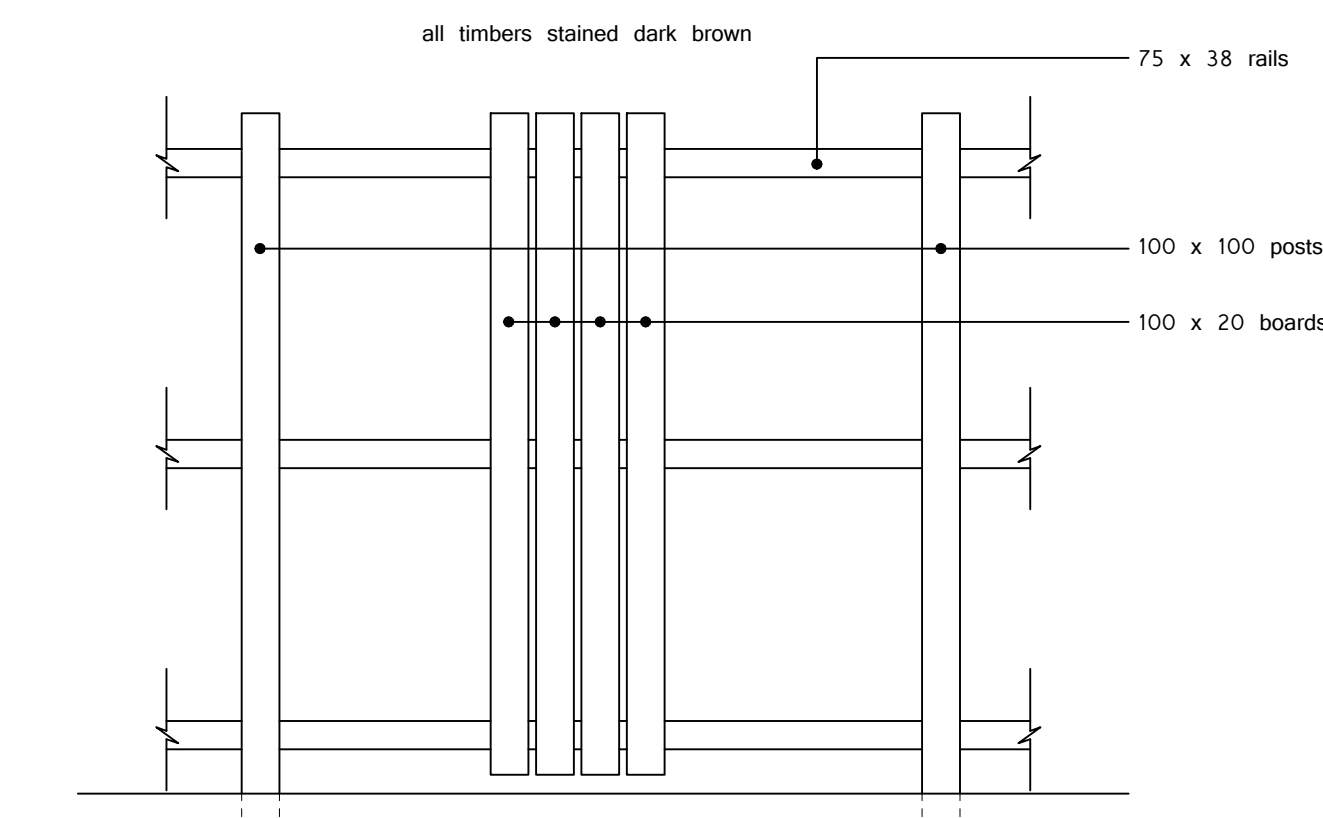 all timbers stained dark brown
75 x 38 rails
100 x 100 posts
100 x 20 boards